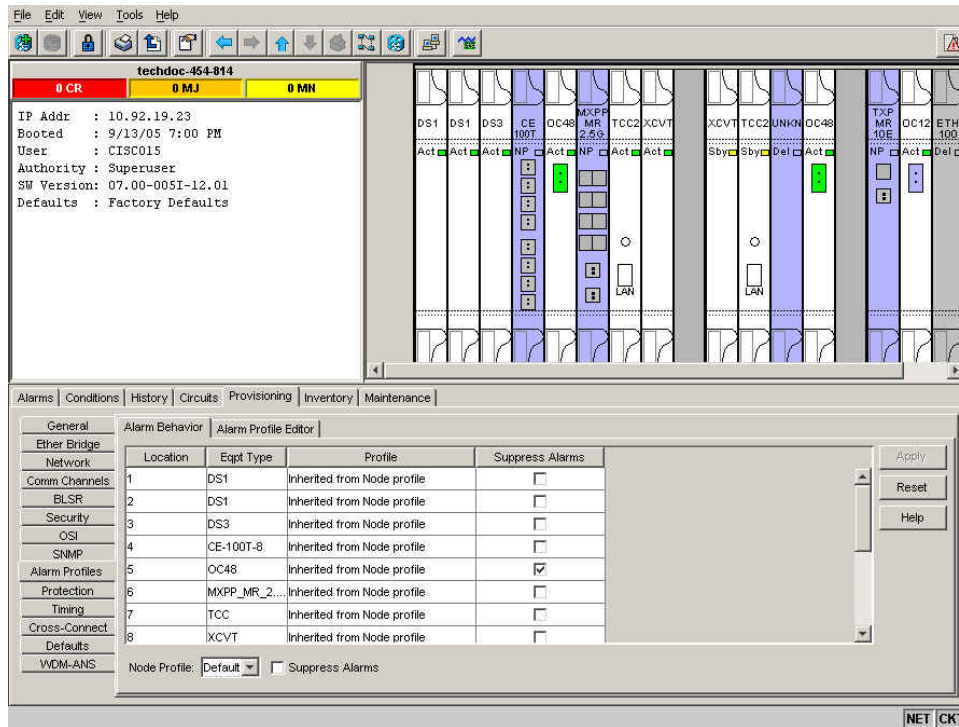 File Edit View Tools Help
techdoc-454-814
0 CR 0 MJ 0 MN
IP Addr : 10.92.19.23
Booted : 9/13/05 7:00 PM
User : CISCO15
Authority : Superuser
SW Version: 07.00-005I-12.01
Defaults : Factory Defaults
DS1 DS1 DS3 CE 100T OC48 MXPP MR 2.5G TCC2 XCVT XCVT TCC2 UNKN OC48 TXP MR 10E OC12 ETH 100
Act Act Act NP Act NP Act Act Sby Sby Del Act NP Act Del
LAN LAN
Alarms Conditions History Circuits Provisioning Inventory Maintenance
General
Ether Bridge
Network
Comm Channels
BLSR
Security
OSI
SNMP
Alarm Profiles
Protection
Timing
Cross-Connect
Defaults
WDM-ANS
Alarm Behavior Alarm Profile Editor
Location Eqpt Type Profile Suppress Alarms
1 DS1 Inherited from Node profile
2 DS1 Inherited from Node profile
3 DS3 Inherited from Node profile
4 CE-100T-8 Inherited from Node profile
5 OC48 Inherited from Node profile
6 MXPP_MR_2.... Inherited from Node profile
7 TCC Inherited from Node profile
8 XCVT Inherited from Node profile
Node Profile: Default Suppress Alarms
Apply
Reset
Help
NET CK